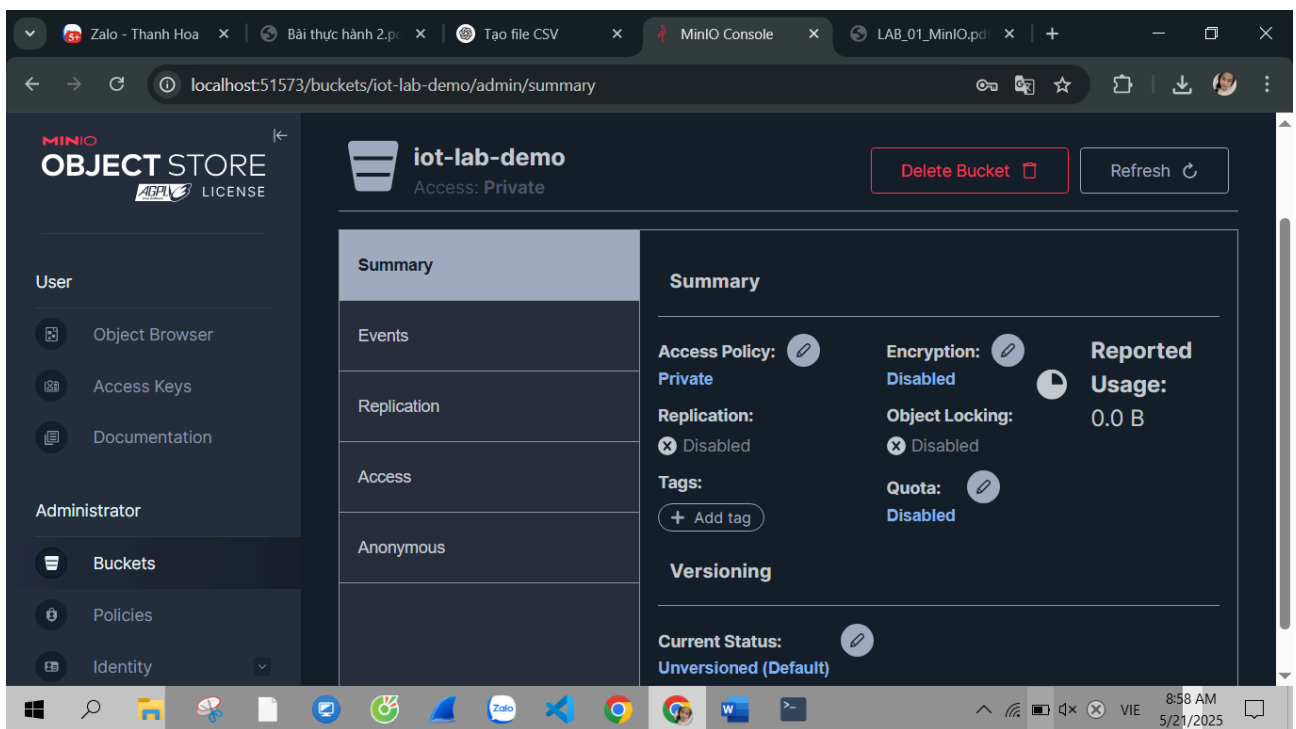 Zalo - Thanh Hoa
Bài thực hành 2.p
Tạo file CSV
MinIO Console
LAB_01_MinIO.pd
localhost:51573/buckets/iot-lab-demo/admin/summary
MINIO
OBJECT STORE
AGPLV3 LICENSE
User
Object Browser
Access Keys
Documentation
Administrator
Buckets
Policies
Identity
iot-lab-demo
Access: Private
Delete Bucket
Refresh
Summary
Events
Replication
Access
Anonymous
Summary
Access Policy:
Private
Encryption:
Disabled
Reported
Usage:
0.0 B
Replication:
Disabled
Object Locking:
Disabled
Tags:
+ Add tag
Quota:
Disabled
Versioning
Current Status:
Unversioned (Default)
Zalo
VIE
8:58 AM
5/21/2025